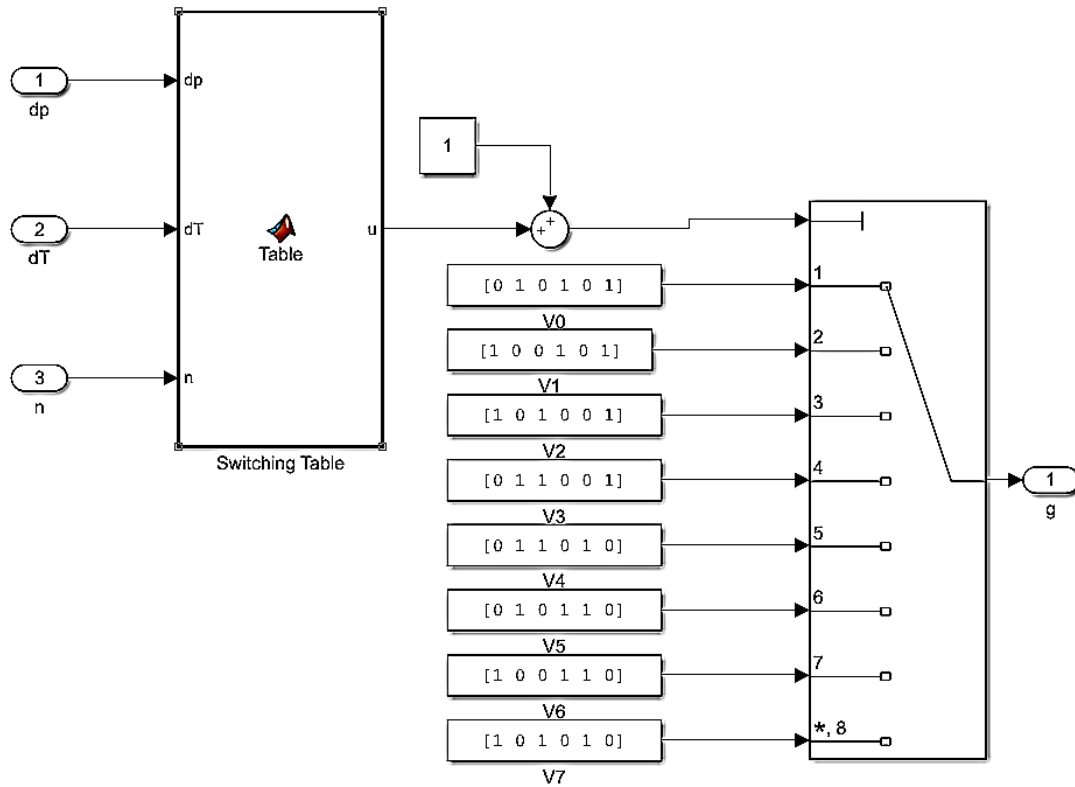 1
dp
dp
2
dT
dT
3
n
n
Table
u
Switching Table
1
+
+
[0 1 0 1 0 1]
V0
[1 0 0 1 0 1]
V1
[1 0 1 0 0 1]
V2
[0 1 1 0 0 1]
V3
[0 1 1 0 1 0]
V4
[0 1 0 1 1 0]
V5
[1 0 0 1 1 0]
V6
[1 0 1 0 1 0]
V7
1
2
3
4
5
6
7
*, 8
1
g